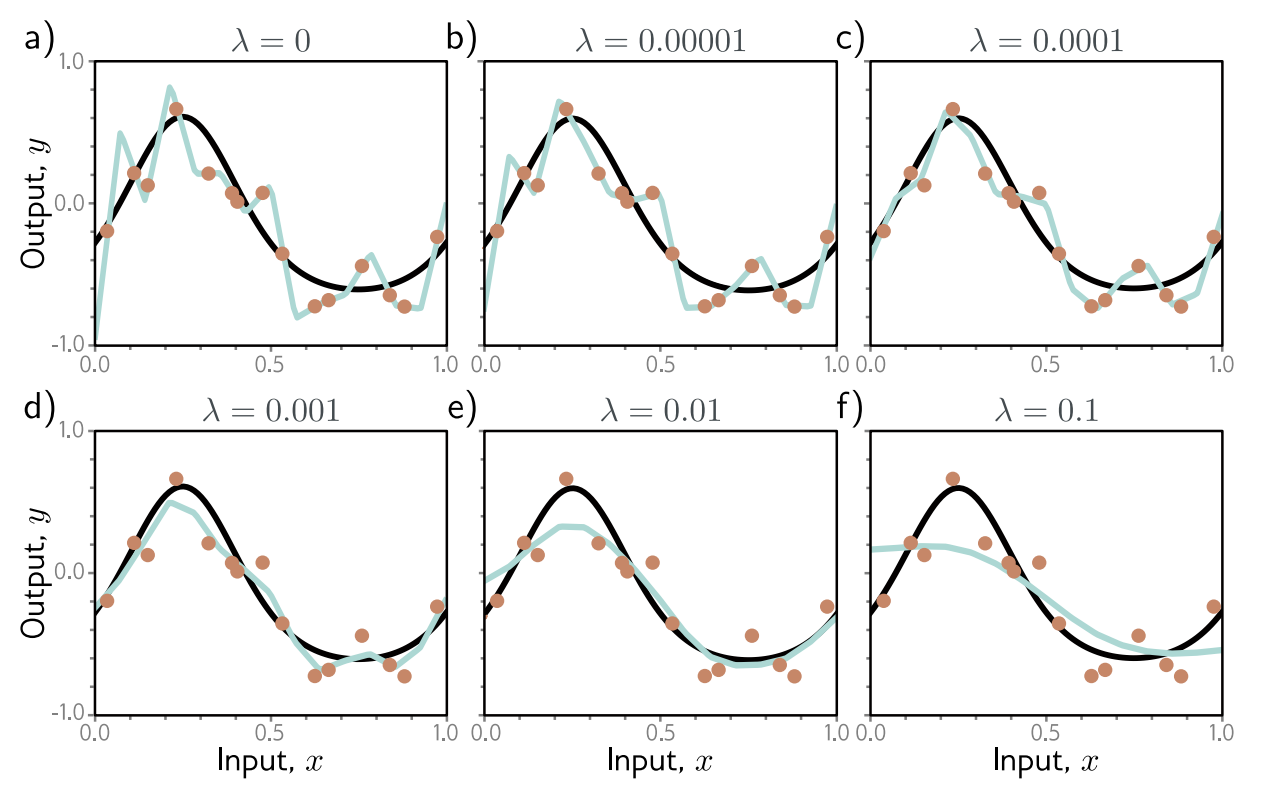 a) λ = 0 b) λ = 0.00001 c) λ = 0.0001
1.0
Output, y
0.0
-1.0
0.0 0.5 1.0 0.0 0.5 1.0 0.0 0.5 1.0
d) λ = 0.001 e) λ = 0.01 f) λ = 0.1
1.0
Output, y
0.0
-1.0
0.0 0.5 1.0 0.0 0.5 1.0 0.0 0.5 1.0
Input, x Input, x Input, x